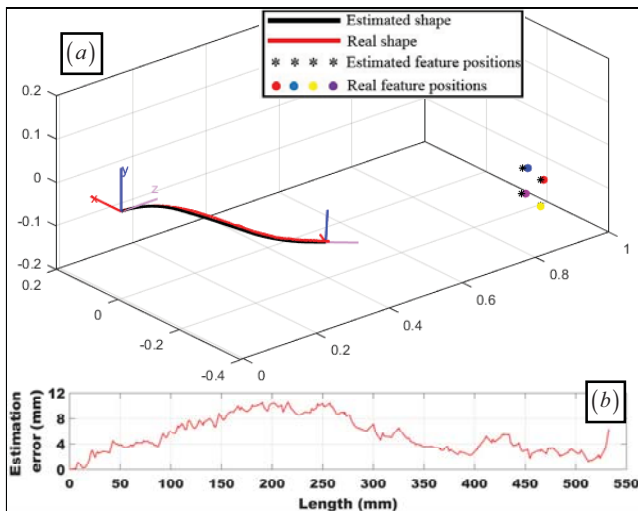 (a)
Estimated shape
Real shape
Estimated feature positions
Real feature positions
0.2
0.1
0
-0.1
-0.2
0.2
0
-0.2
-0.4
0
0.2
0.4
0.6
0.8
1
x
y
z
(b)
Estimation error (mm)
12
8
4
0
0 50 100 150 200 250 300 350 400 450 500 550
Length (mm)